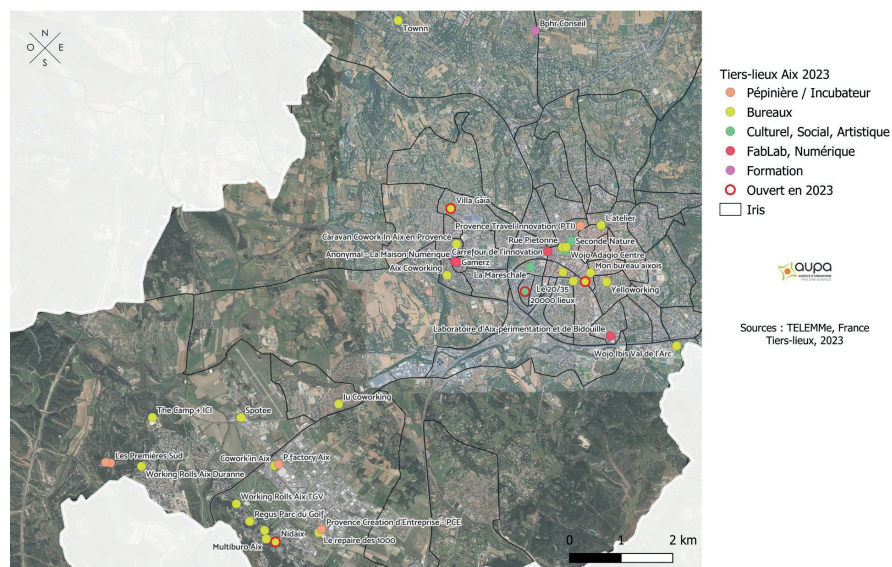 N
O E
S
Townn
Bphr Conseil
Villa Gaia
Provence Travel Innovation (PTI)
L'atelier
Rue Pietonne
Seconde Nature
Caravan Cowork In Aix en Provence
Carrefour de l'Innovation
Wojo Adagio Centre
Anonymal - La Maison Numérique
Gamerz
Aix Coworking
La Mareschale
Mon bureau aixois
Le 20/35,
20000 lieux
Yelloworking
Laboratoire d'Aix-périmentation et de Bidouille
Wojo Ibis Val de l'Arc
Iu Coworking
The Camp + ICI
Spotee
Les Premières Sud
Cowork'in Aix
P factory Aix
Working Rolls Aix Duranne
Working Rolls Aix TGV
Regus Parc du Golf
Provence Création d'Entreprise - PCE
Nidaix
Le repaire des 1000
Multiburo Aix
0 1 2 km
Tiers-lieux Aix 2023
Pépinière / Incubateur
Bureaux
Culturel, Social, Artistique
FabLab, Numérique
Formation
Ouvert en 2023
Iris
aupa
Sources : TELEMMe, France
Tiers-lieux, 2023